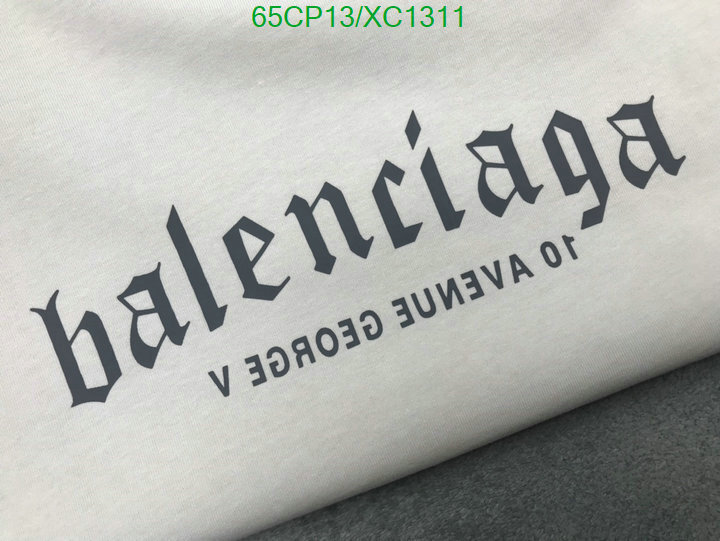 65CP13/XC1311
balenciaga
10 AVENUE GEORGE V